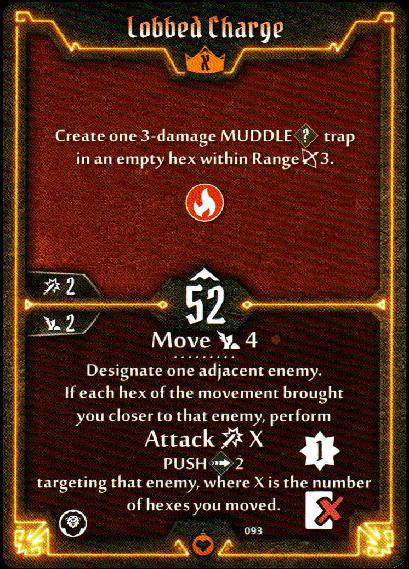 Lobbed Charge
X
Create one 3-damage MUDDLE ? trap
in an empty hex within Range 3.
2
52
2
Move 4
Designate one adjacent enemy.
If each hex of the movement brought
you closer to that enemy, perform
Attack X
1
PUSH 2
targeting that enemy, where X is the number
of hexes you moved.
093